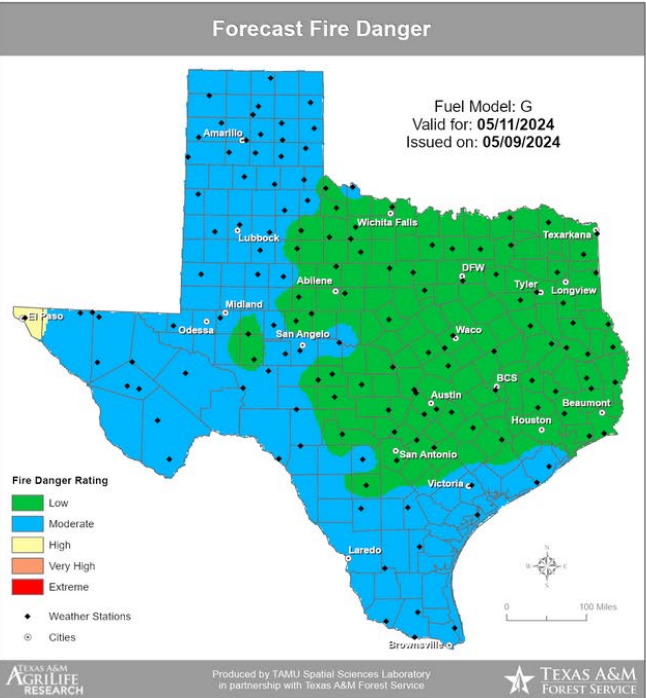 Forecast Fire Danger
Fuel Model: G
Valid for: 05/11/2024
Issued on: 05/09/2024
Amarillo
Wichita Falls
Lubbock
Texarkana
DFW
Abilene
Tyler
Longview
Midland
El Paso
Odessa
San Angelo
Waco
BCS
Austin
Beaumont
Houston
San Antonio
Victoria
Laredo
Brownsville
Fire Danger Rating
Low
Moderate
High
Very High
Extreme
Weather Stations
Cities
N
W E
S
0 100 Miles
TEXAS A&M
AGRILIFE
RESEARCH
Produced by TAMU Spatial Sciences Laboratory
in partnership with Texas A&M Forest Service
TEXAS A&M
FOREST SERVICE